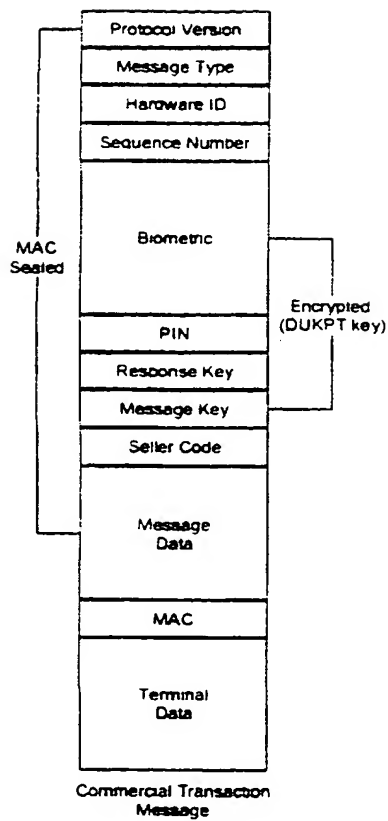 Protocol Version
Message Type
Hardware ID
Sequence Number
Biometric
MAC
Sealed
Encrypted
(DUKPT key)
PIN
Response Key
Message Key
Seller Code
Message
Data
MAC
Terminal
Data
Commercial Transaction
Message